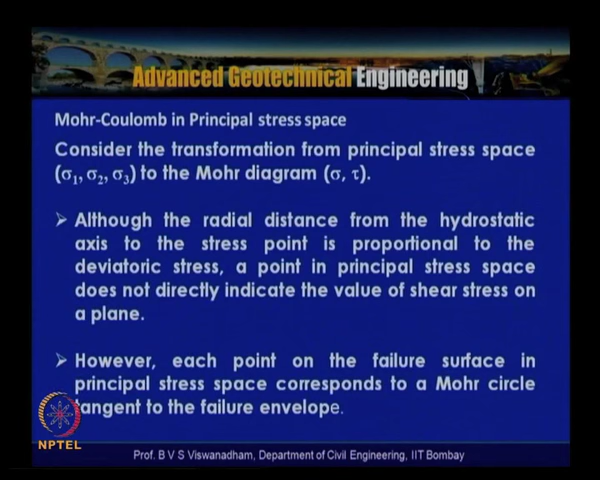 Advanced Geotechnical Engineering
Mohr-Coulomb in Principal stress space
Consider the transformation from principal stress space
(σ₁, σ₂, σ₃) to the Mohr diagram (σ, τ).
➢ Although the radial distance from the hydrostatic
axis to the stress point is proportional to the
deviatoric stress, a point in principal stress space
does not directly indicate the value of shear stress on
a plane.
➢ However, each point on the failure surface in
principal stress space corresponds to a Mohr circle
tangent to the failure envelope.
NPTEL
Prof. B V S Viswanadham, Department of Civil Engineering, IIT Bombay